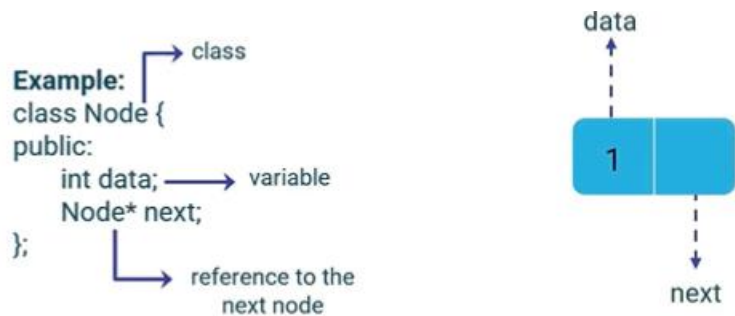 class
Example:
class Node {
public:
int data;
variable
Node* next;
};
reference to the
next node
data
1
next